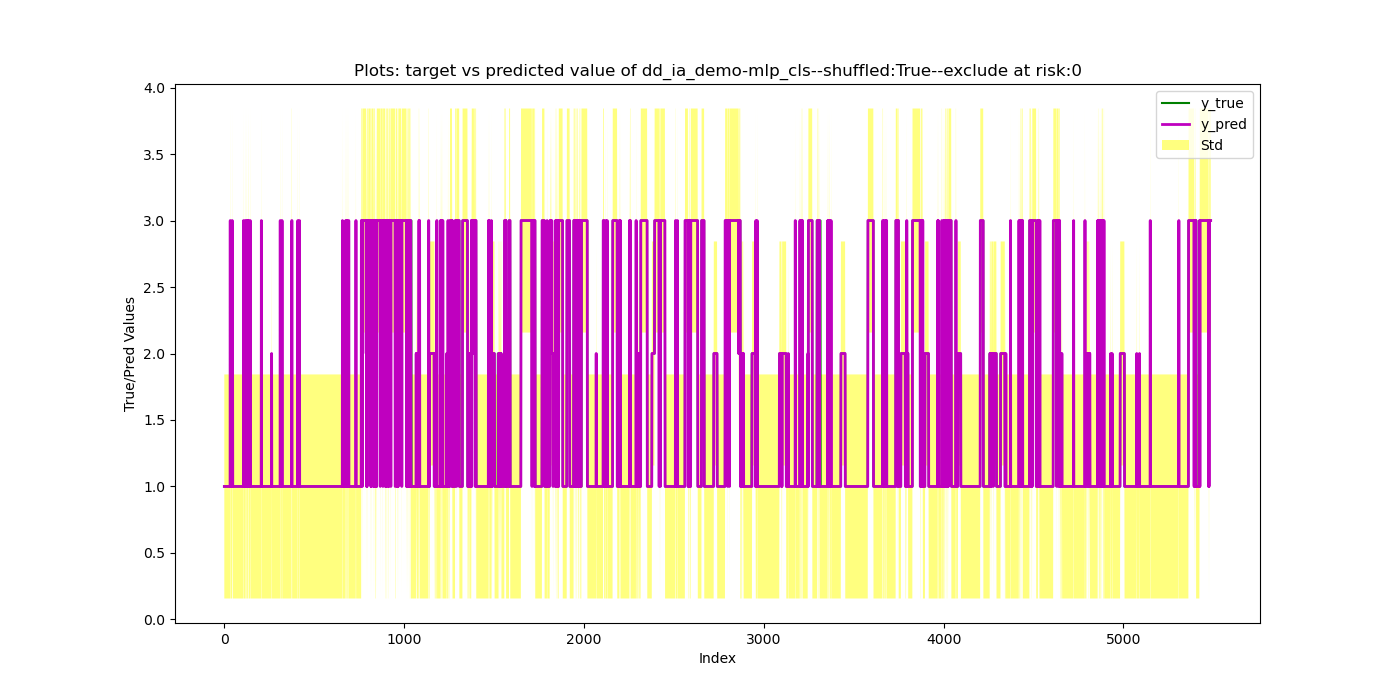 Plots: target vs predicted value of dd_ia_demo-mlp_cls--shuffled:True--exclude at risk:0
y_true
y_pred
Std
True/Pred Values
4.0
3.5
3.0
2.5
2.0
1.5
1.0
0.5
0.0
0 1000 2000 3000 4000 5000
Index